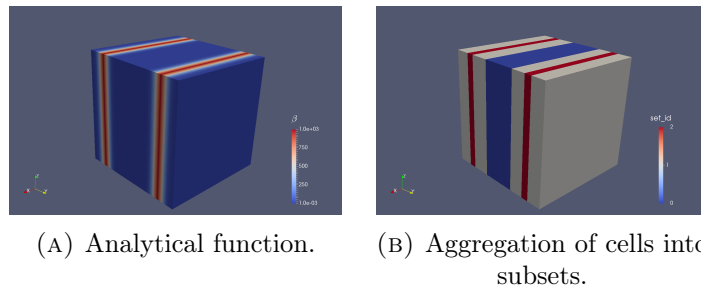 β
1.0e+03
750
500
250
1.0e-03
x
z
y
set_id
2
1
0
x
z
y
(A) Analytical function.
(B) Aggregation of cells into
subsets.